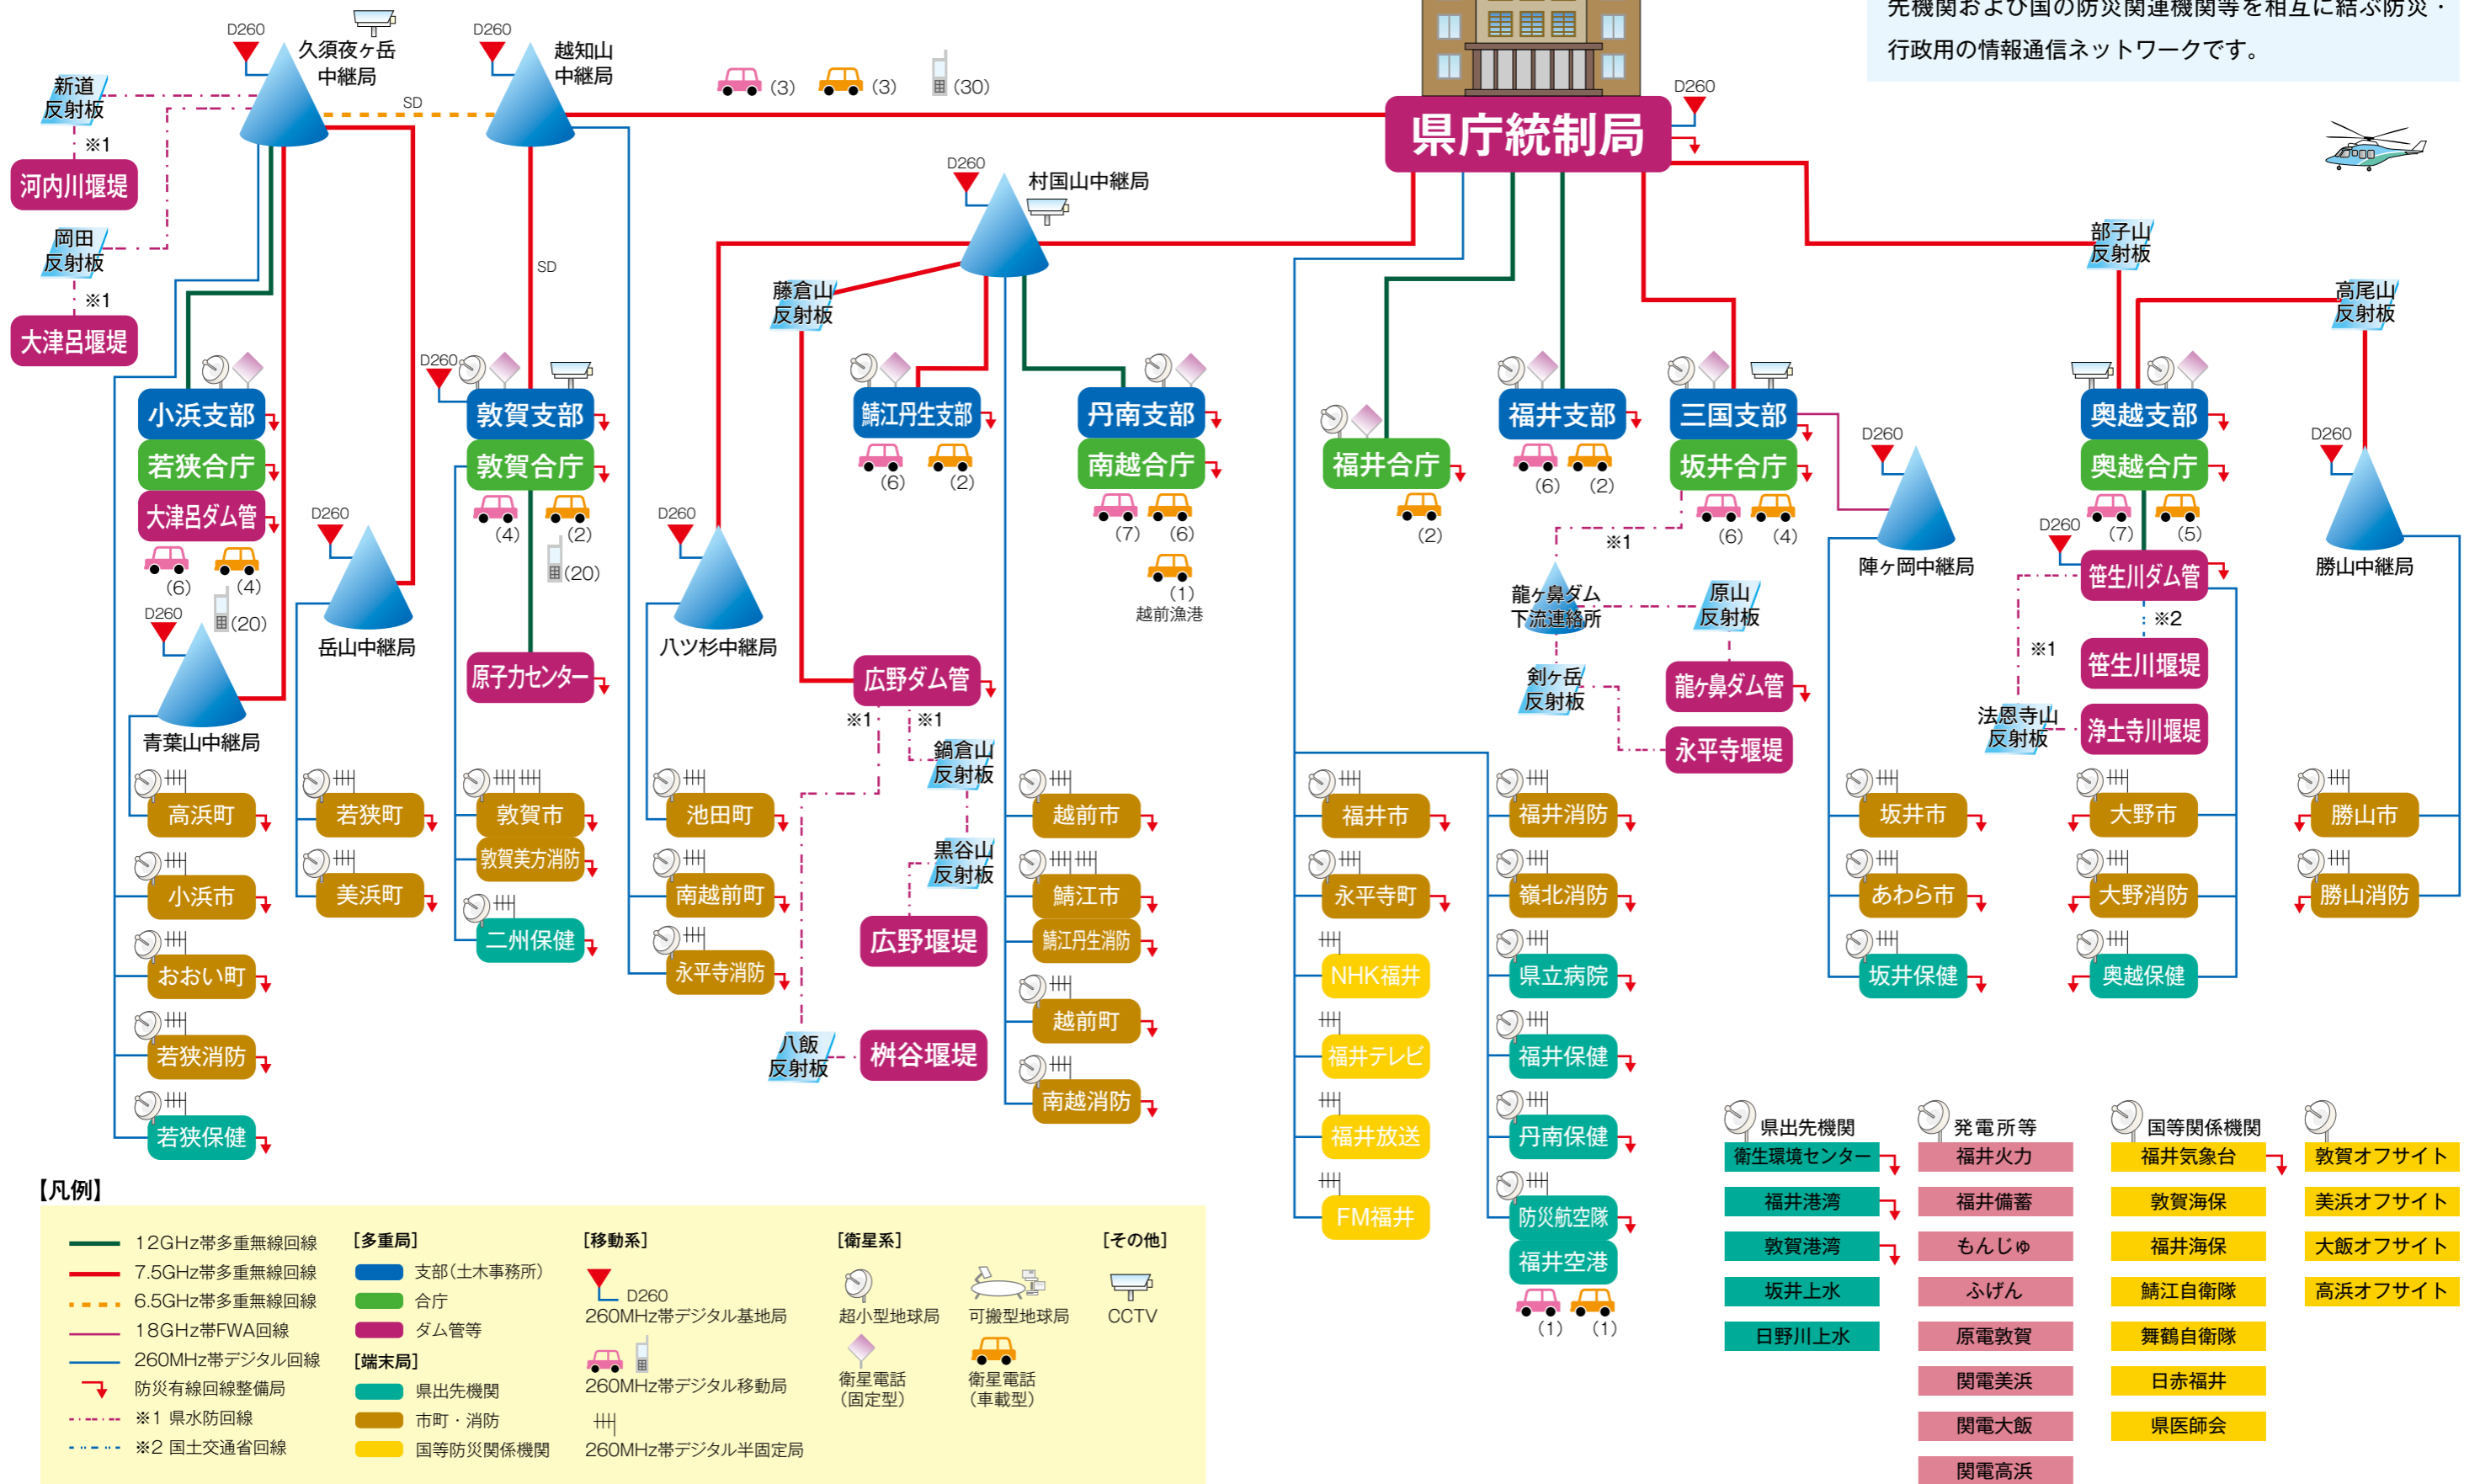 先機関および国の防災関連機関等を相互に結ぶ防災・
行政用の情報通信ネットワークです。
D260
久須夜ヶ岳
中継局
D260
越知山
中継局
(3)
(3)
(30)
SD
県庁統制局
D260
新道
反射板
※1
河内川堰堤
岡田
反射板
※1
大津呂堰堤
D260
村国山中継局
SD
藤倉山
反射板
部子山
反射板
高尾山
反射板
小浜支部
若狭合庁
大津呂ダム管
(6)
(4)
(20)
D260
敦賀支部
敦賀合庁
(4)
(2)
(20)
鯖江丹生支部
(6)
(2)
丹南支部
南越合庁
(7)
(6)
(1)
越前漁港
福井合庁
(2)
福井支部
(6)
(2)
三国支部
坂井合庁
(6)
(4)
※1
D260
陣ヶ岡中継局
奥越支部
奥越合庁
(7)
(5)
D260
勝山中継局
D260
青葉山中継局
D260
岳山中継局
原子力センター
D260
八ツ杉中継局
広野ダム管
※1
※1
鍋倉山
反射板
黒谷山
反射板
広野堰堤
八飯
反射板
桝谷堰堤
龍ヶ鼻ダム
下流連絡所
原山
反射板
剣ヶ岳
反射板
龍ヶ鼻ダム管
永平寺堰堤
D260
笹生川ダム管
※2
※1
笹生川堰堤
法恩寺山
反射板
浄土寺川堰堤
高浜町
小浜市
おおい町
若狭消防
若狭保健
若狭町
美浜町
敦賀市
敦賀美方消防
二州保健
池田町
南越前町
永平寺消防
越前市
鯖江市
鯖江丹生消防
越前町
南越消防
福井市
永平寺町
NHK福井
福井テレビ
福井放送
FM福井
福井消防
嶺北消防
県立病院
福井保健
丹南保健
防災航空隊
福井空港
(1)
(1)
坂井市
あわら市
坂井保健
大野市
大野消防
奥越保健
勝山市
勝山消防
県出先機関
衛生環境センター
福井港湾
敦賀港湾
坂井上水
日野川上水
発電所等
福井火力
福井備蓄
もんじゅ
ふげん
原電敦賀
関電美浜
関電大飯
関電高浜
国等関係機関
福井気象台
敦賀海保
福井海保
鯖江自衛隊
舞鶴自衛隊
日赤福井
県医師会
敦賀オフサイト
美浜オフサイト
大飯オフサイト
高浜オフサイト
【凡例】
12GHz帯多重無線回線
7.5GHz帯多重無線回線
6.5GHz帯多重無線回線
18GHz帯FWA回線
260MHz帯デジタル回線
防災有線回線整備局
※1 県水防回線
※2 国土交通省回線
［多重局］
支部（土木事務所）
合庁
ダム管等
［端末局］
県出先機関
市町・消防
国等防災関係機関
［移動系］
D260
260MHz帯デジタル基地局
260MHz帯デジタル移動局
260MHz帯デジタル半固定局
［衛星系］
超小型地球局
可搬型地球局
衛星電話
（固定型）
衛星電話
（車載型）
［その他］
CCTV